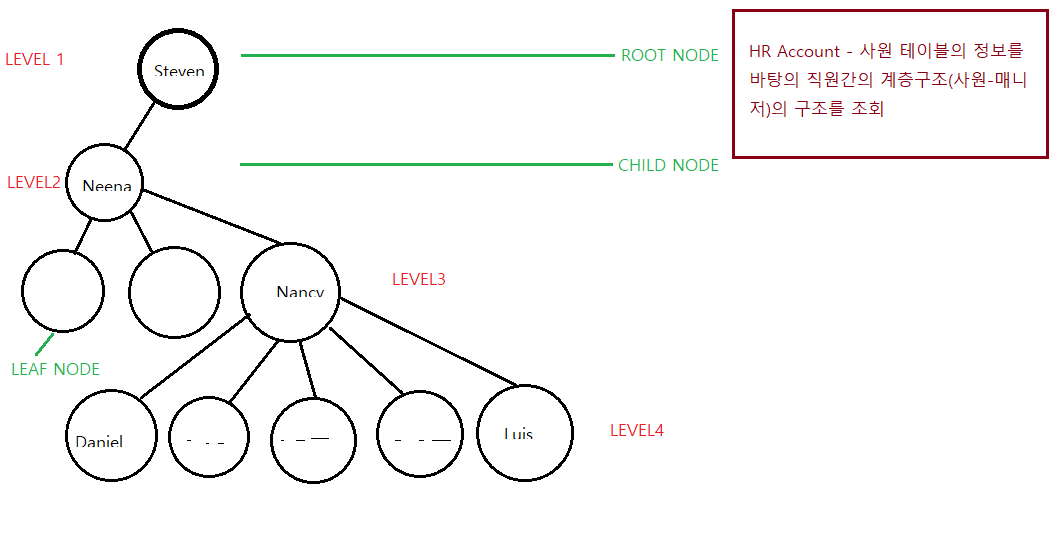 LEVEL 1
Steven
ROOT NODE
HR Account - 사원 테이블의 정보를
바탕의 직원간의 계층구조(사원-매니
저)의 구조를 조회
LEVEL2
Neena
CHILD NODE
Nancy
LEVEL3
LEAF NODE
Daniel
Luis
LEVEL4